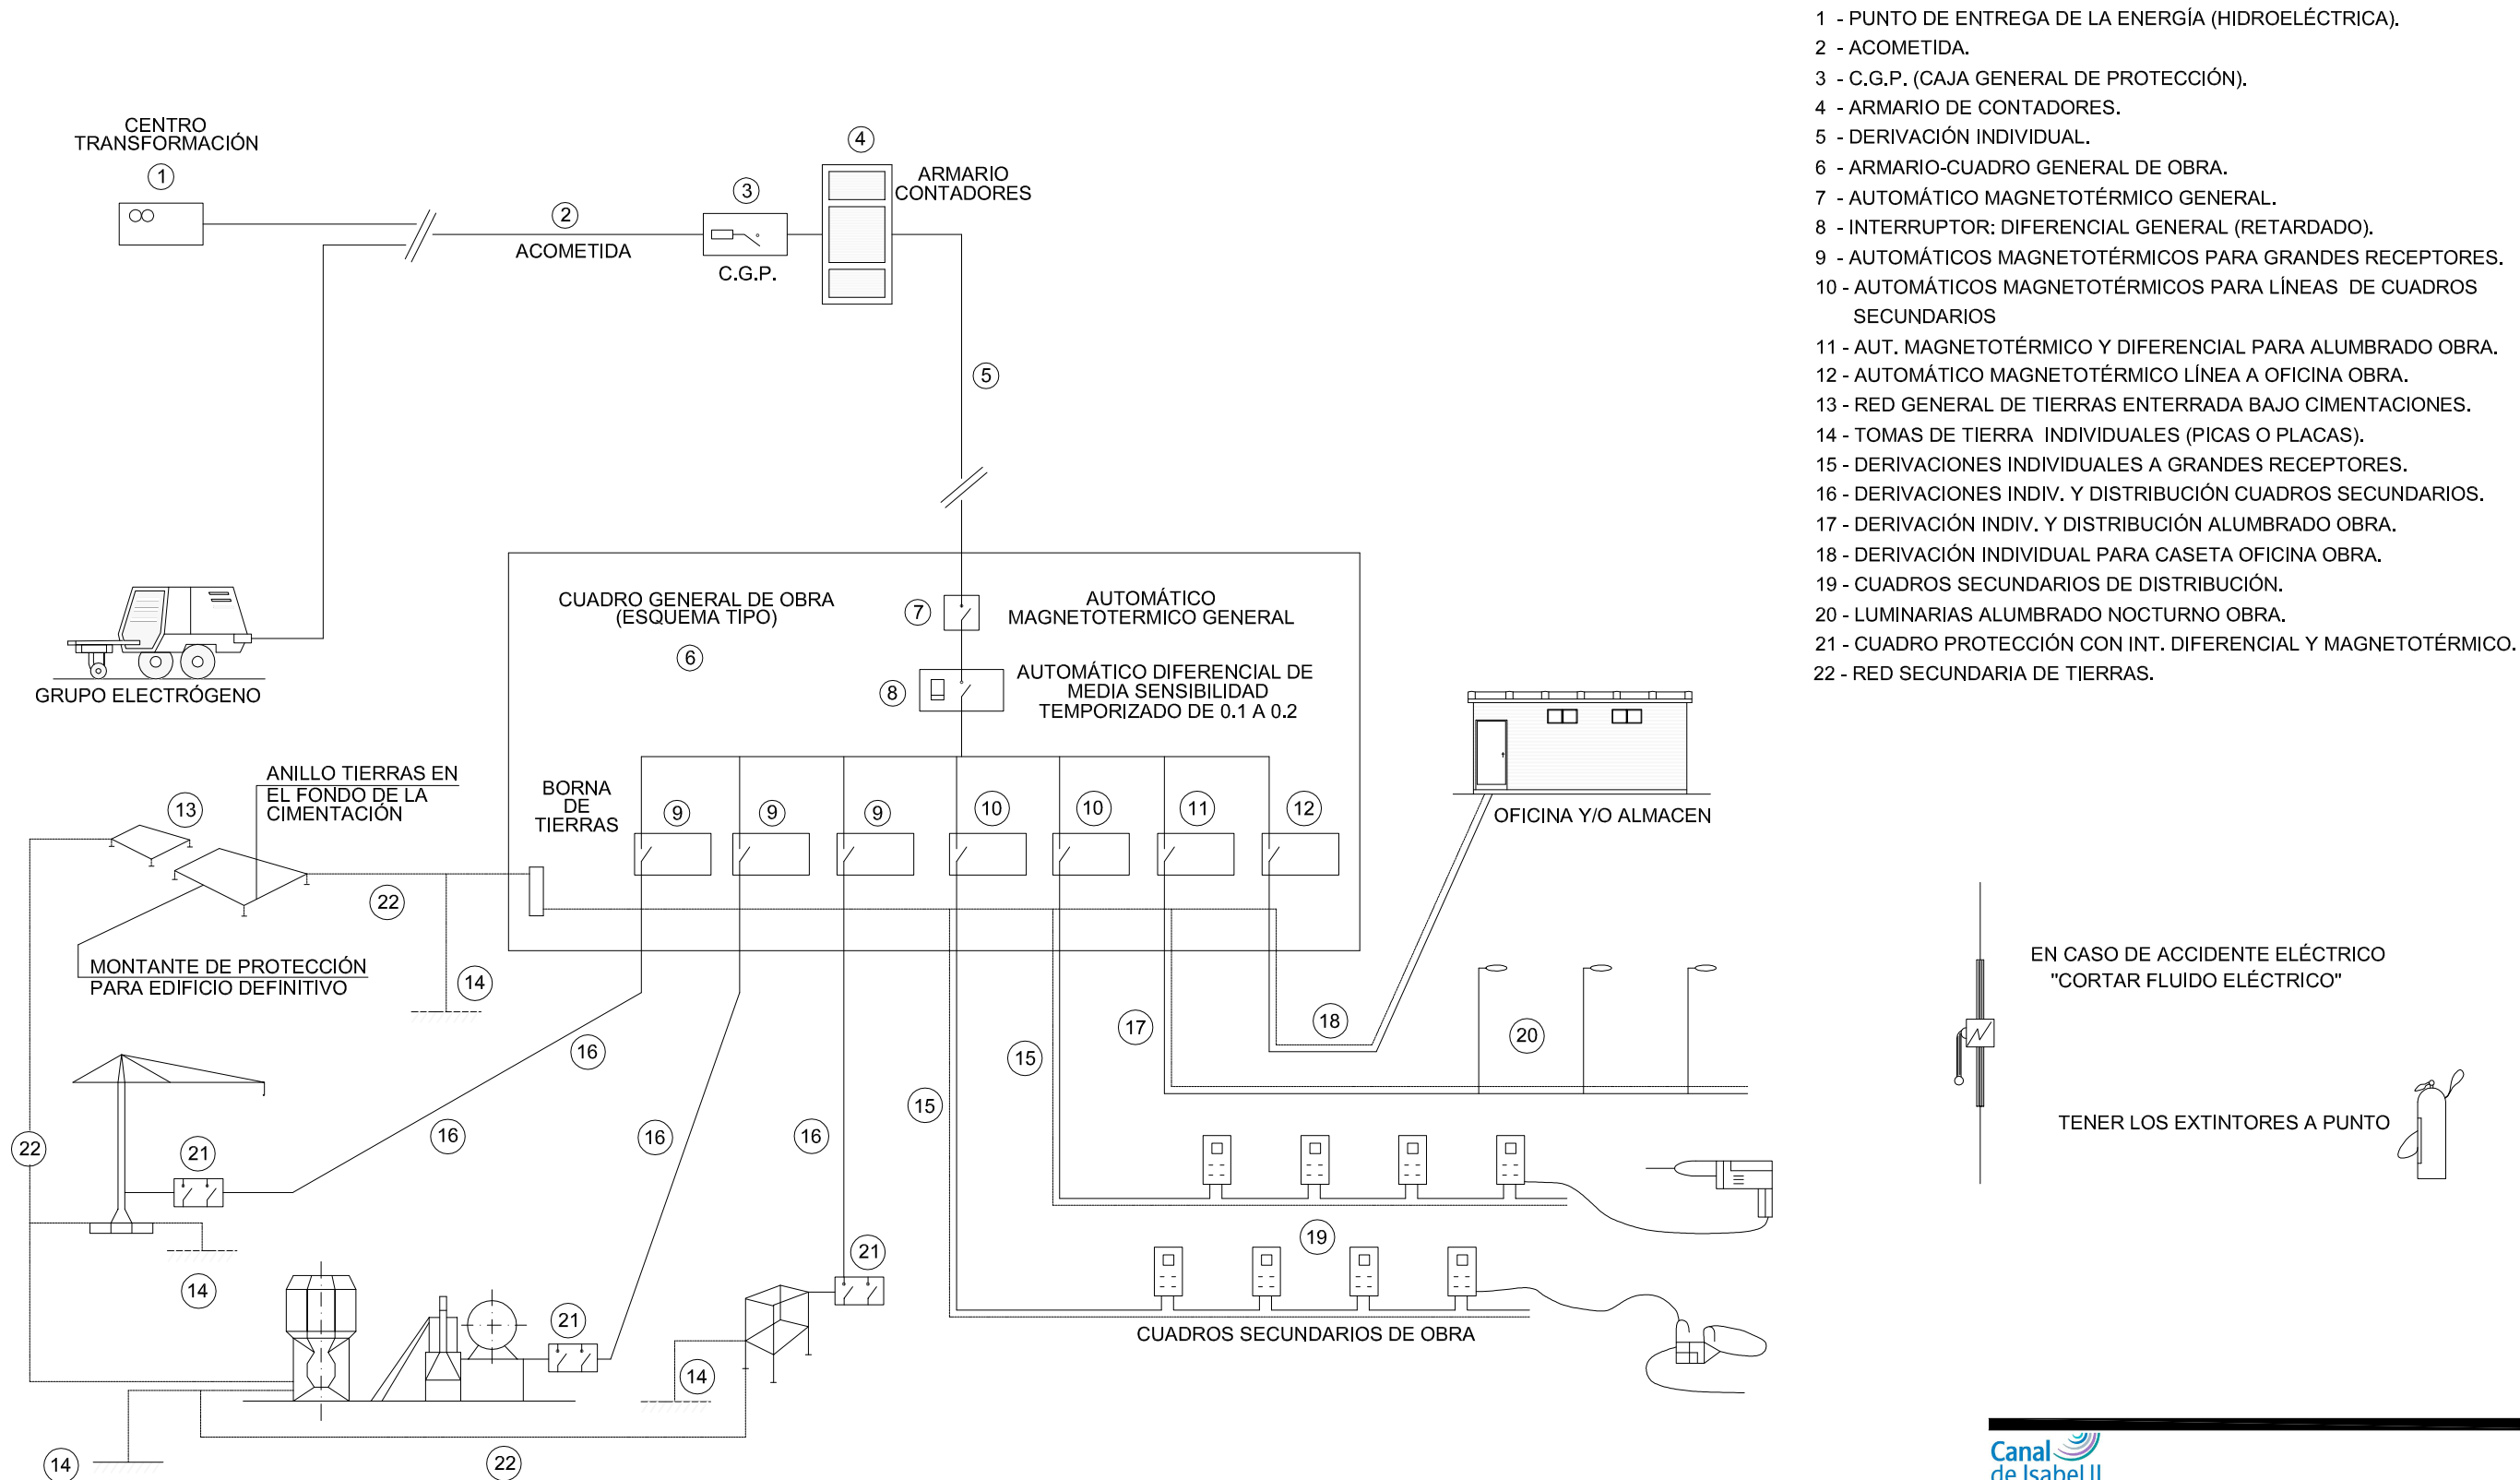 1 - PUNTO DE ENTREGA DE LA ENERGÍA (HIDROELÉCTRICA).
2 - ACOMETIDA.
3 - C.G.P. (CAJA GENERAL DE PROTECCIÓN).
4 - ARMARIO DE CONTADORES.
5 - DERIVACIÓN INDIVIDUAL.
6 - ARMARIO-CUADRO GENERAL DE OBRA.
7 - AUTOMÁTICO MAGNETOTÉRMICO GENERAL.
8 - INTERRUPTOR: DIFERENCIAL GENERAL (RETARDADO).
9 - AUTOMÁTICOS MAGNETOTÉRMICOS PARA GRANDES RECEPTORES.
10 - AUTOMÁTICOS MAGNETOTÉRMICOS PARA LÍNEAS DE CUADROS
SECUNDARIOS
11 - AUT. MAGNETOTÉRMICO Y DIFERENCIAL PARA ALUMBRADO OBRA.
12 - AUTOMÁTICO MAGNETOTÉRMICO LÍNEA A OFICINA OBRA.
13 - RED GENERAL DE TIERRAS ENTERRADA BAJO CIMENTACIONES.
14 - TOMAS DE TIERRA INDIVIDUALES (PICAS O PLACAS).
15 - DERIVACIONES INDIVIDUALES A GRANDES RECEPTORES.
16 - DERIVACIONES INDIV. Y DISTRIBUCIÓN CUADROS SECUNDARIOS.
17 - DERIVACIÓN INDIV. Y DISTRIBUCIÓN ALUMBRADO OBRA.
18 - DERIVACIÓN INDIVIDUAL PARA CASETA OFICINA OBRA.
19 - CUADROS SECUNDARIOS DE DISTRIBUCIÓN.
20 - LUMINARIAS ALUMBRADO NOCTURNO OBRA.
21 - CUADRO PROTECCIÓN CON INT. DIFERENCIAL Y MAGNETOTÉRMICO.
22 - RED SECUNDARIA DE TIERRAS.
CENTRO
TRANSFORMACIÓN
1
2
ACOMETIDA
3
C.G.P.
4
ARMARIO
CONTADORES
5
GRUPO ELECTRÓGENO
CUADRO GENERAL DE OBRA
(ESQUEMA TIPO)
6
7
AUTOMÁTICO
MAGNETOTERMICO GENERAL
8
AUTOMÁTICO DIFERENCIAL DE
MEDIA SENSIBILIDAD
TEMPORIZADO DE 0.1 A 0.2
BORNA
DE
TIERRAS
9
9
9
10
10
11
12
OFICINA Y/O ALMACEN
ANILLO TIERRAS EN
EL FONDO DE LA
CIMENTACIÓN
13
22
MONTANTE DE PROTECCIÓN
PARA EDIFICIO DEFINITIVO
14
16
16
16
16
15
15
17
18
20
22
21
14
21
21
14
14
22
19
CUADROS SECUNDARIOS DE OBRA
EN CASO DE ACCIDENTE ELÉCTRICO
"CORTAR FLUIDO ELÉCTRICO"
TENER LOS EXTINTORES A PUNTO
Canal
de Isabel II